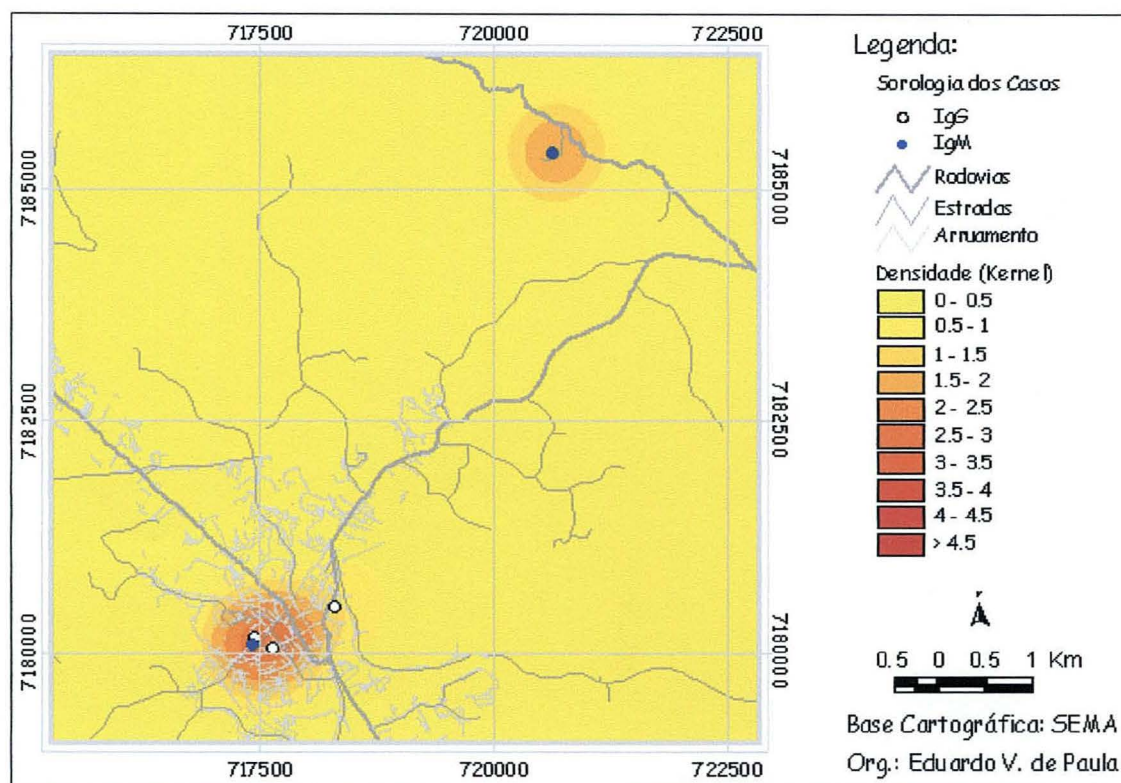 717500 720000 722500
7185000
7182500
7180000
7185000
7182500
7180000
717500 720000 722500
Legenda:
Sorologia dos Casos
IgG
IgM
Rodovias
Estradas
Arruamento
Densidade (Kernel)
0 - 0.5
0.5 - 1
1 - 1.5
1.5 - 2
2 - 2.5
2.5 - 3
3 - 3.5
3.5 - 4
4 - 4.5
> 4.5
0.5 0 0.5 1 Km
Base Cartográfica: SEMA
Org.: Eduardo V. de Paula